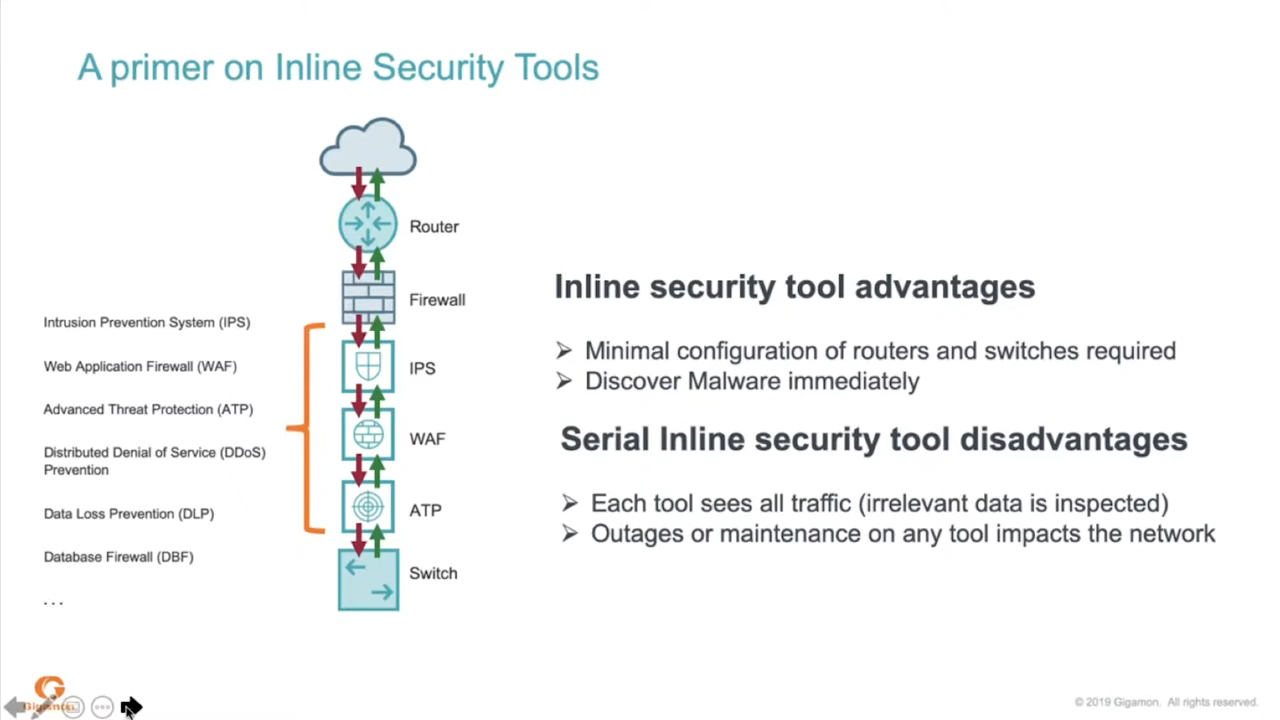 A primer on Inline Security Tools
Router
Firewall
IPS
WAF
ATP
Switch
Intrusion Prevention System (IPS)
Web Application Firewall (WAF)
Advanced Threat Protection (ATP)
Distributed Denial of Service (DDoS)
Prevention
Data Loss Prevention (DLP)
Database Firewall (DBF)
...
Inline security tool advantages
➢ Minimal configuration of routers and switches required
➢ Discover Malware immediately
Serial Inline security tool disadvantages
➢ Each tool sees all traffic (irrelevant data is inspected)
➢ Outages or maintenance on any tool impacts the network
© 2019 Gigamon. All rights reserved.